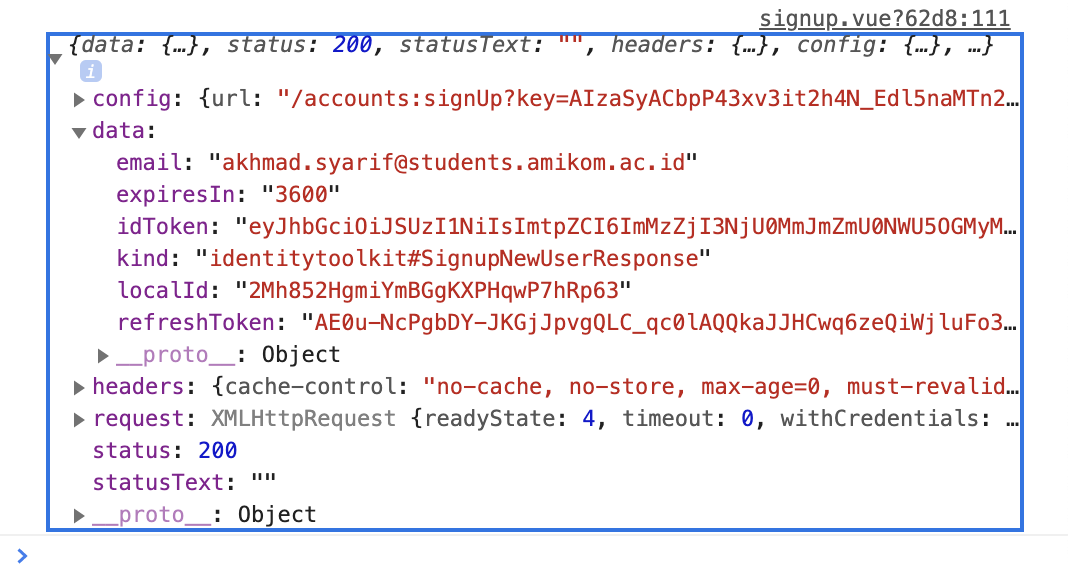 signup.vue?62d8:111
{data: {…}, status: 200, statusText: "", headers: {…}, config: {…}, …}
i
config: {url: "/accounts:signUp?key=AIzaSyACbpP43xv3it2h4N_Edl5naMTn2…
data:
email: "akhmad.syarif@students.amikom.ac.id"
expiresIn: "3600"
idToken: "eyJhbGciOiJSUzI1NiIsImtpZCI6ImMzZjI3NjU0MmJmZmU0NWU5OGMyM…
kind: "identitytoolkit#SignupNewUserResponse"
localId: "2Mh852HgmiYmBGgKXPHqwP7hRp63"
refreshToken: "AE0u-NcPgbDY-JKGjJpvgQLC_qc0lAQQkaJJHCwq6zeQiWjluFo3…
__proto__: Object
headers: {cache-control: "no-cache, no-store, max-age=0, must-revalid…
request: XMLHttpRequest {readyState: 4, timeout: 0, withCredentials: …
status: 200
statusText: ""
__proto__: Object